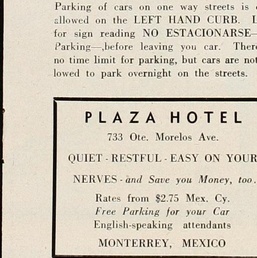 Parking of cars on one way streets is
allowed on the LEFT HAND CURB.
for sign reading NO ESTACIONARSE—
Parking—,before leaving you car. There
no time limit for parking, but cars are not
lowed to park overnight on the streets.
PLAZA HOTEL
733 Ote. Morelos Ave.
QUIET - RESTFUL - EASY ON YOUR
NERVES - and Save you Money, too.
Rates from $2.75 Mex. Cy.
Free Parking for your Car
English-speaking attendants
MONTERREY, MEXICO